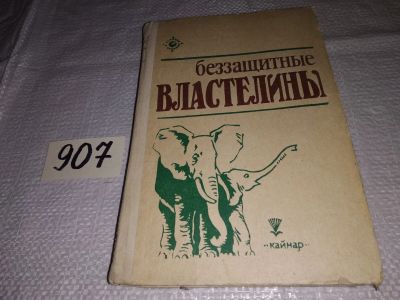 беззащитные
ВЛАСТЕЛИНЫ
907
„кайнар"